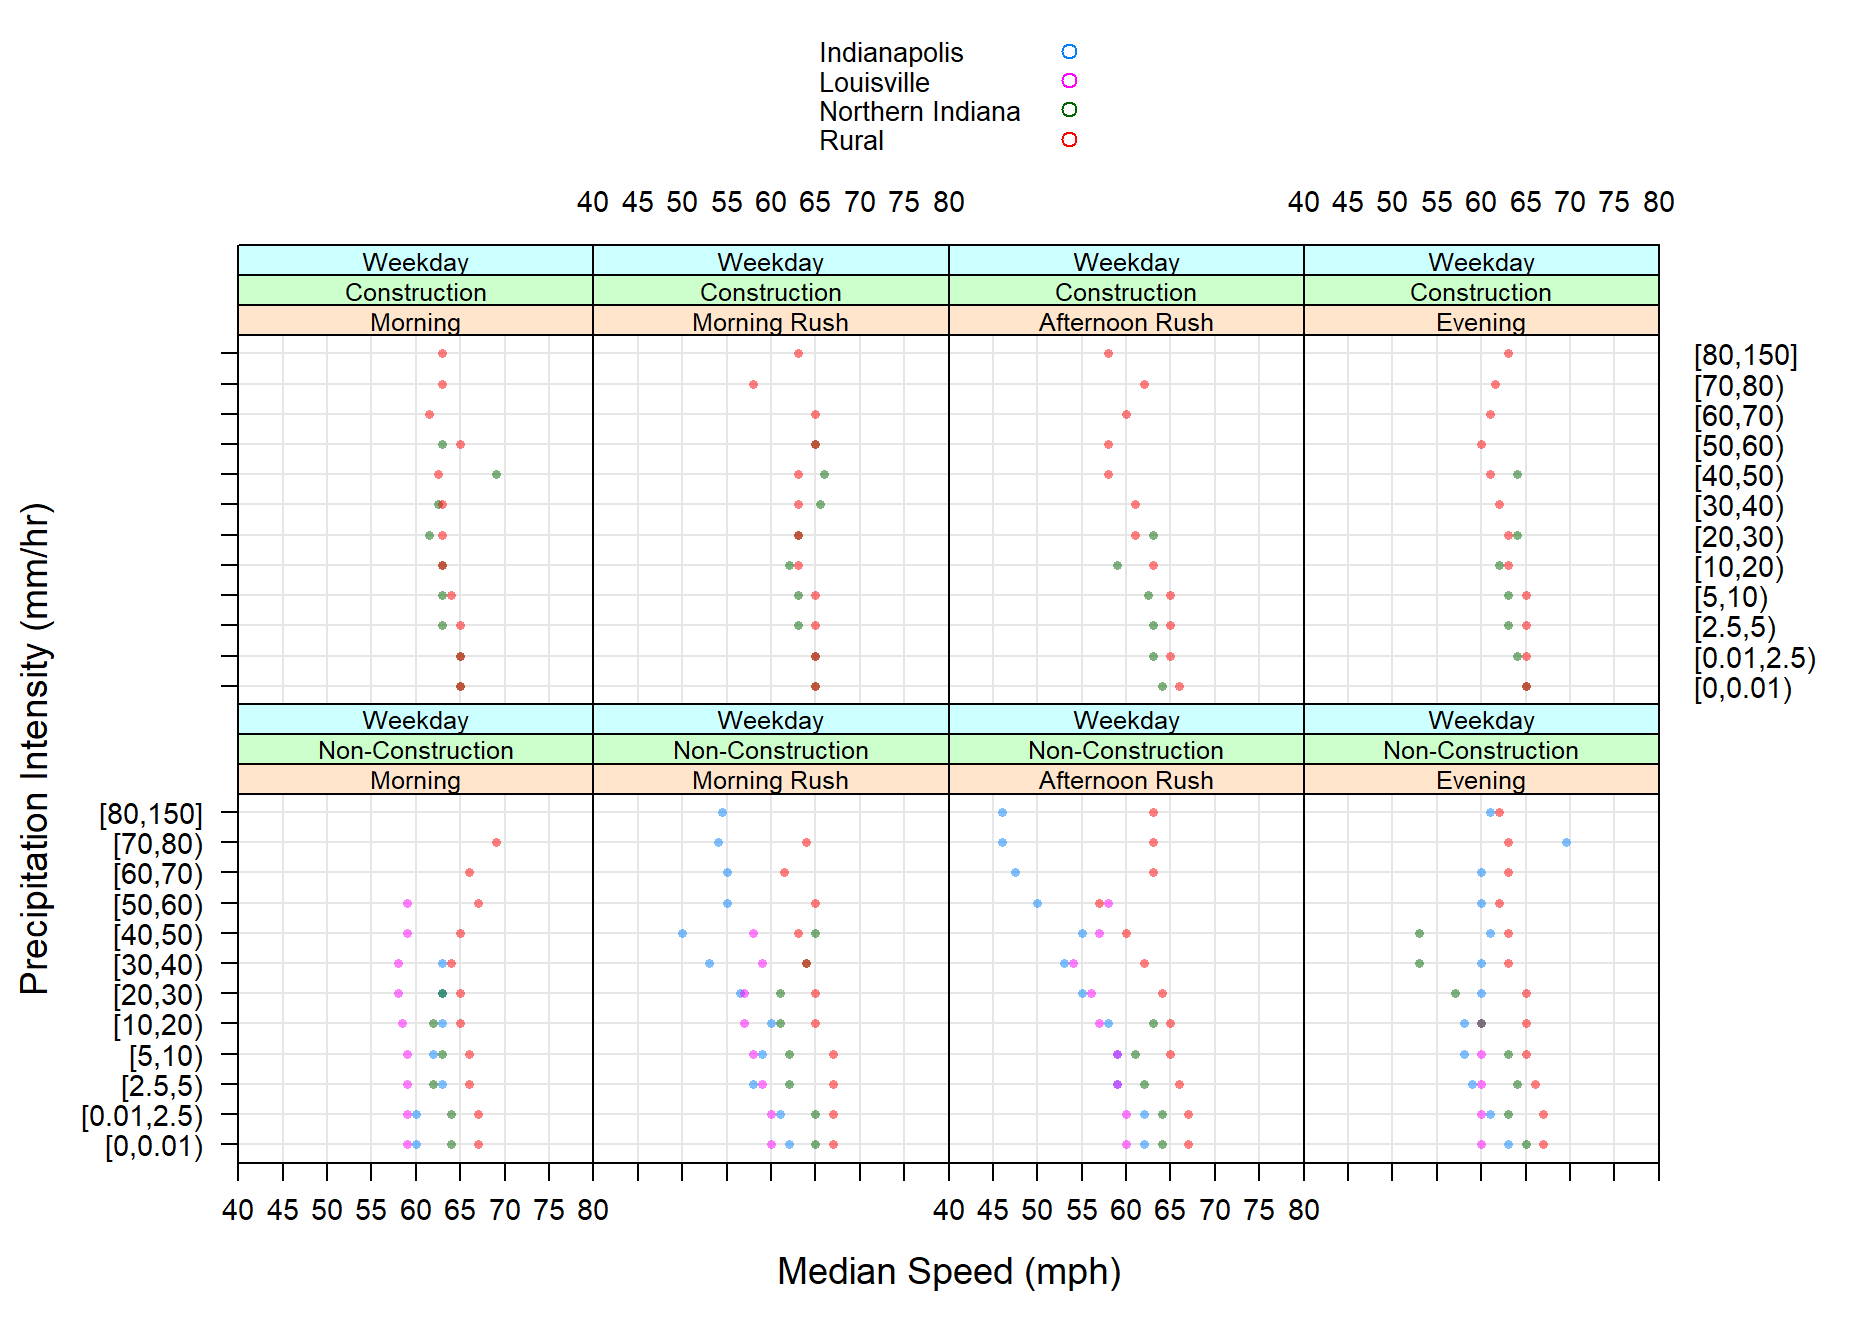 Indianapolis
Louisville
Northern Indiana
Rural
40 45 50 55 60 65 70 75 80 40 45 50 55 60 65 70 75 80
Weekday Weekday Weekday Weekday
Construction Construction Construction Construction
Morning Morning Rush Afternoon Rush Evening
[80,150]
[70,80)
[60,70)
[50,60)
[40,50)
[30,40)
[20,30)
[10,20)
[5,10)
[2.5,5)
[0.01,2.5)
[0,0.01)
Precipitation Intensity (mm/hr)
Weekday Weekday Weekday Weekday
Non-Construction Non-Construction Non-Construction Non-Construction
Morning Morning Rush Afternoon Rush Evening
[80,150]
[70,80)
[60,70)
[50,60)
[40,50)
[30,40)
[20,30)
[10,20)
[5,10)
[2.5,5)
[0.01,2.5)
[0,0.01)
40 45 50 55 60 65 70 75 80 40 45 50 55 60 65 70 75 80
Median Speed (mph)